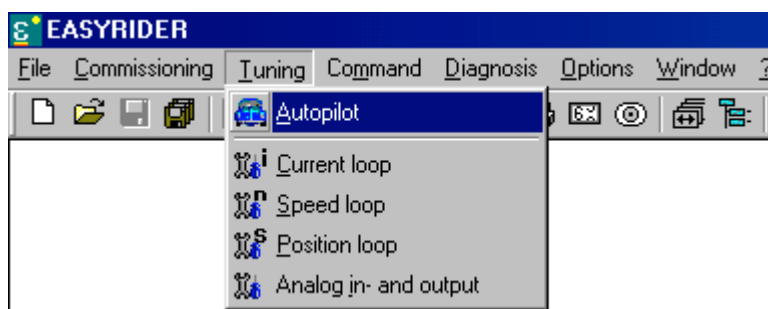 EASYRIDER
File Commissioning Tuning Command Diagnosis Options Window ?
Autopilot
i Current loop
n Speed loop
s Position loop
Analog in- and output